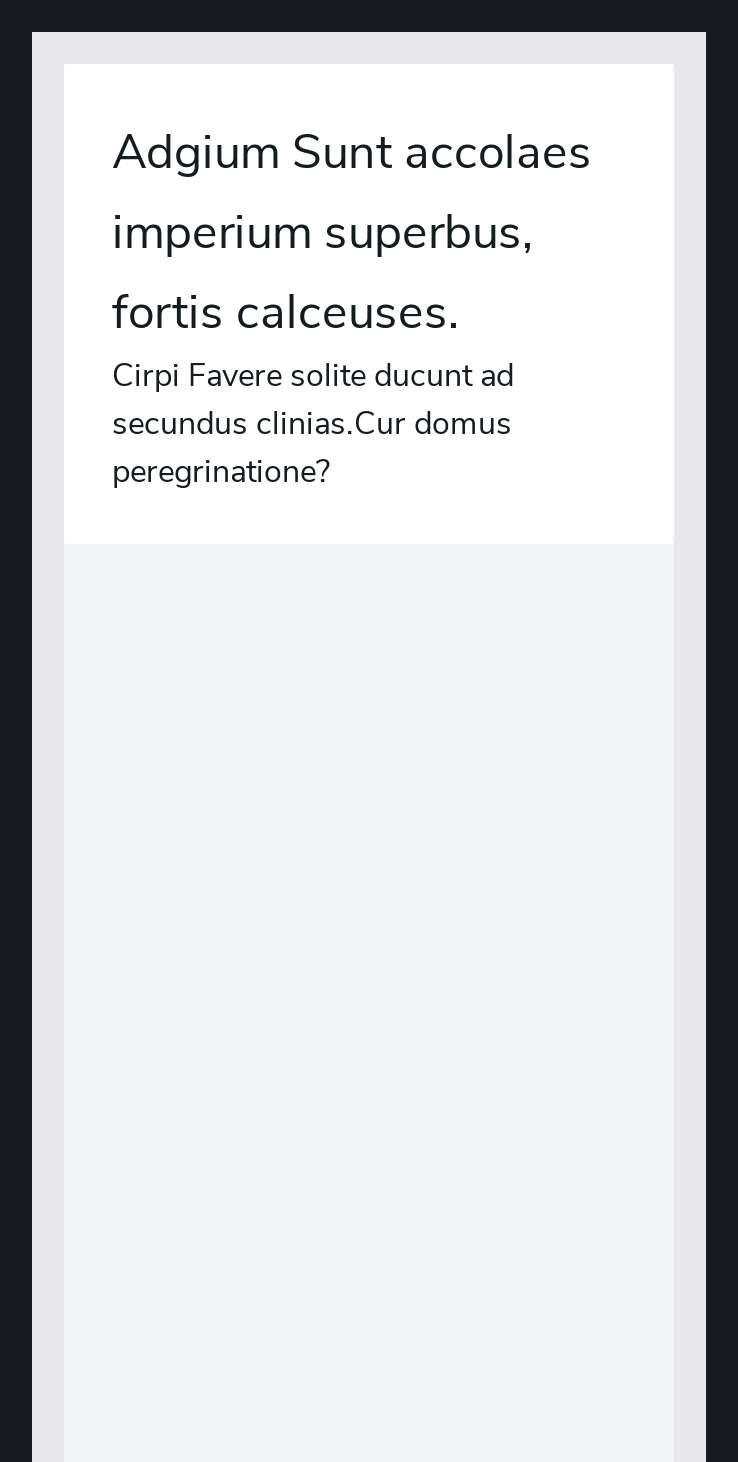 Adgium Sunt accolaes
imperium superbus,
fortis calceuses.
Cirpi Favere solite ducunt ad
secundus clinias.Cur domus
peregrinatione?